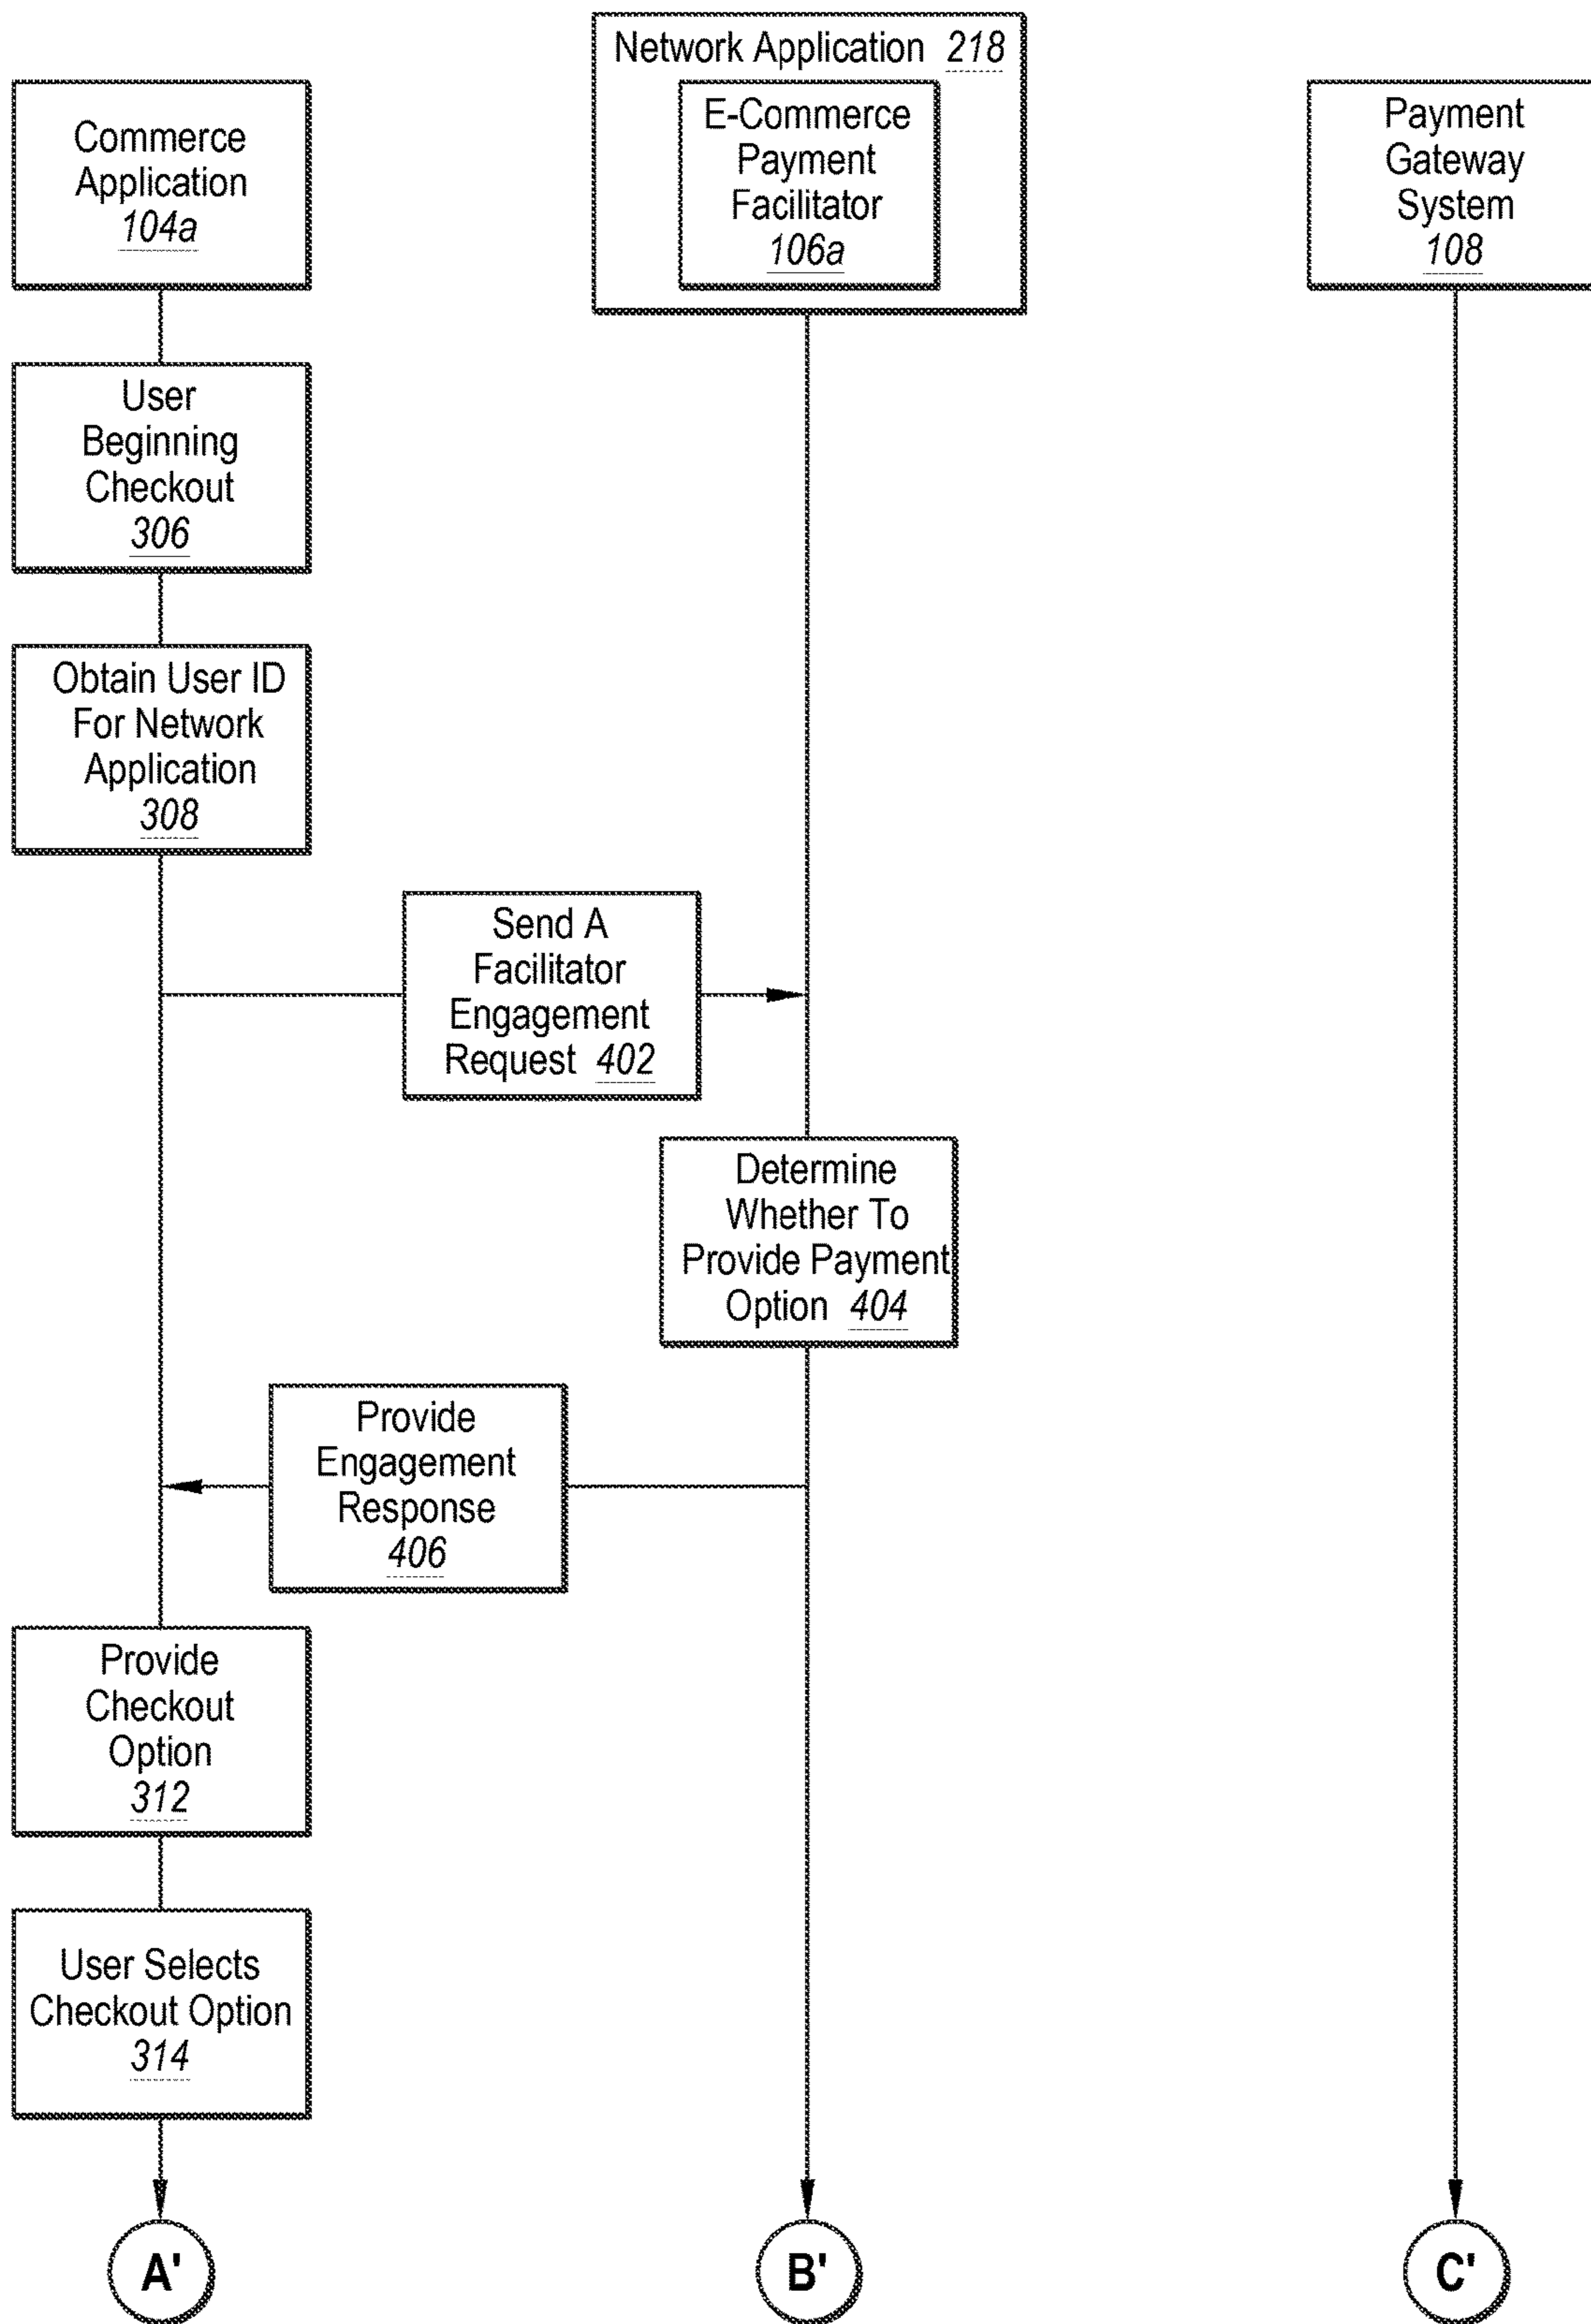 Network Application 218
Commerce
Application
104a
E-Commerce
Payment
Facilitator
106a
Payment
Gateway
System
108
User
Beginning
Checkout
306
Obtain User ID
For Network
Application
308
Send A
Facilitator
Engagement
Request 402
Determine
Whether To
Provide Payment
Option 404
Provide
Engagement
Response
406
Provide
Checkout
Option
312
User Selects
Checkout Option
314
A'
B'
C'